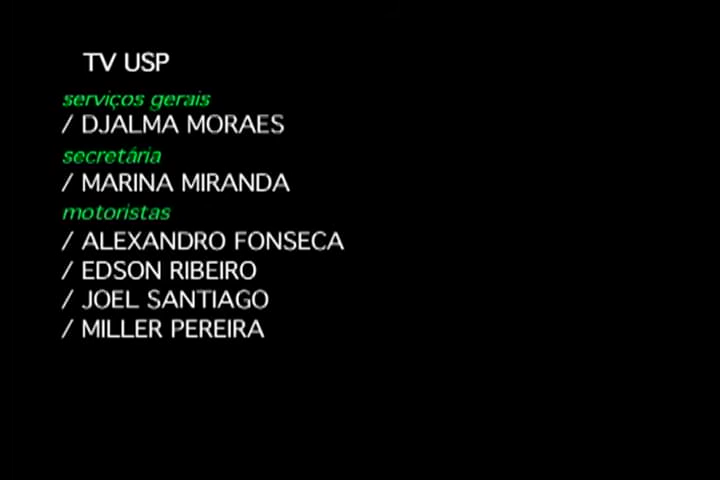 TV USP
serviços gerais
/ DJALMA MORAES
secretária
/ MARINA MIRANDA
motoristas
/ ALEXANDRO FONSECA
/ EDSON RIBEIRO
/ JOEL SANTIAGO
/ MILLER PEREIRA